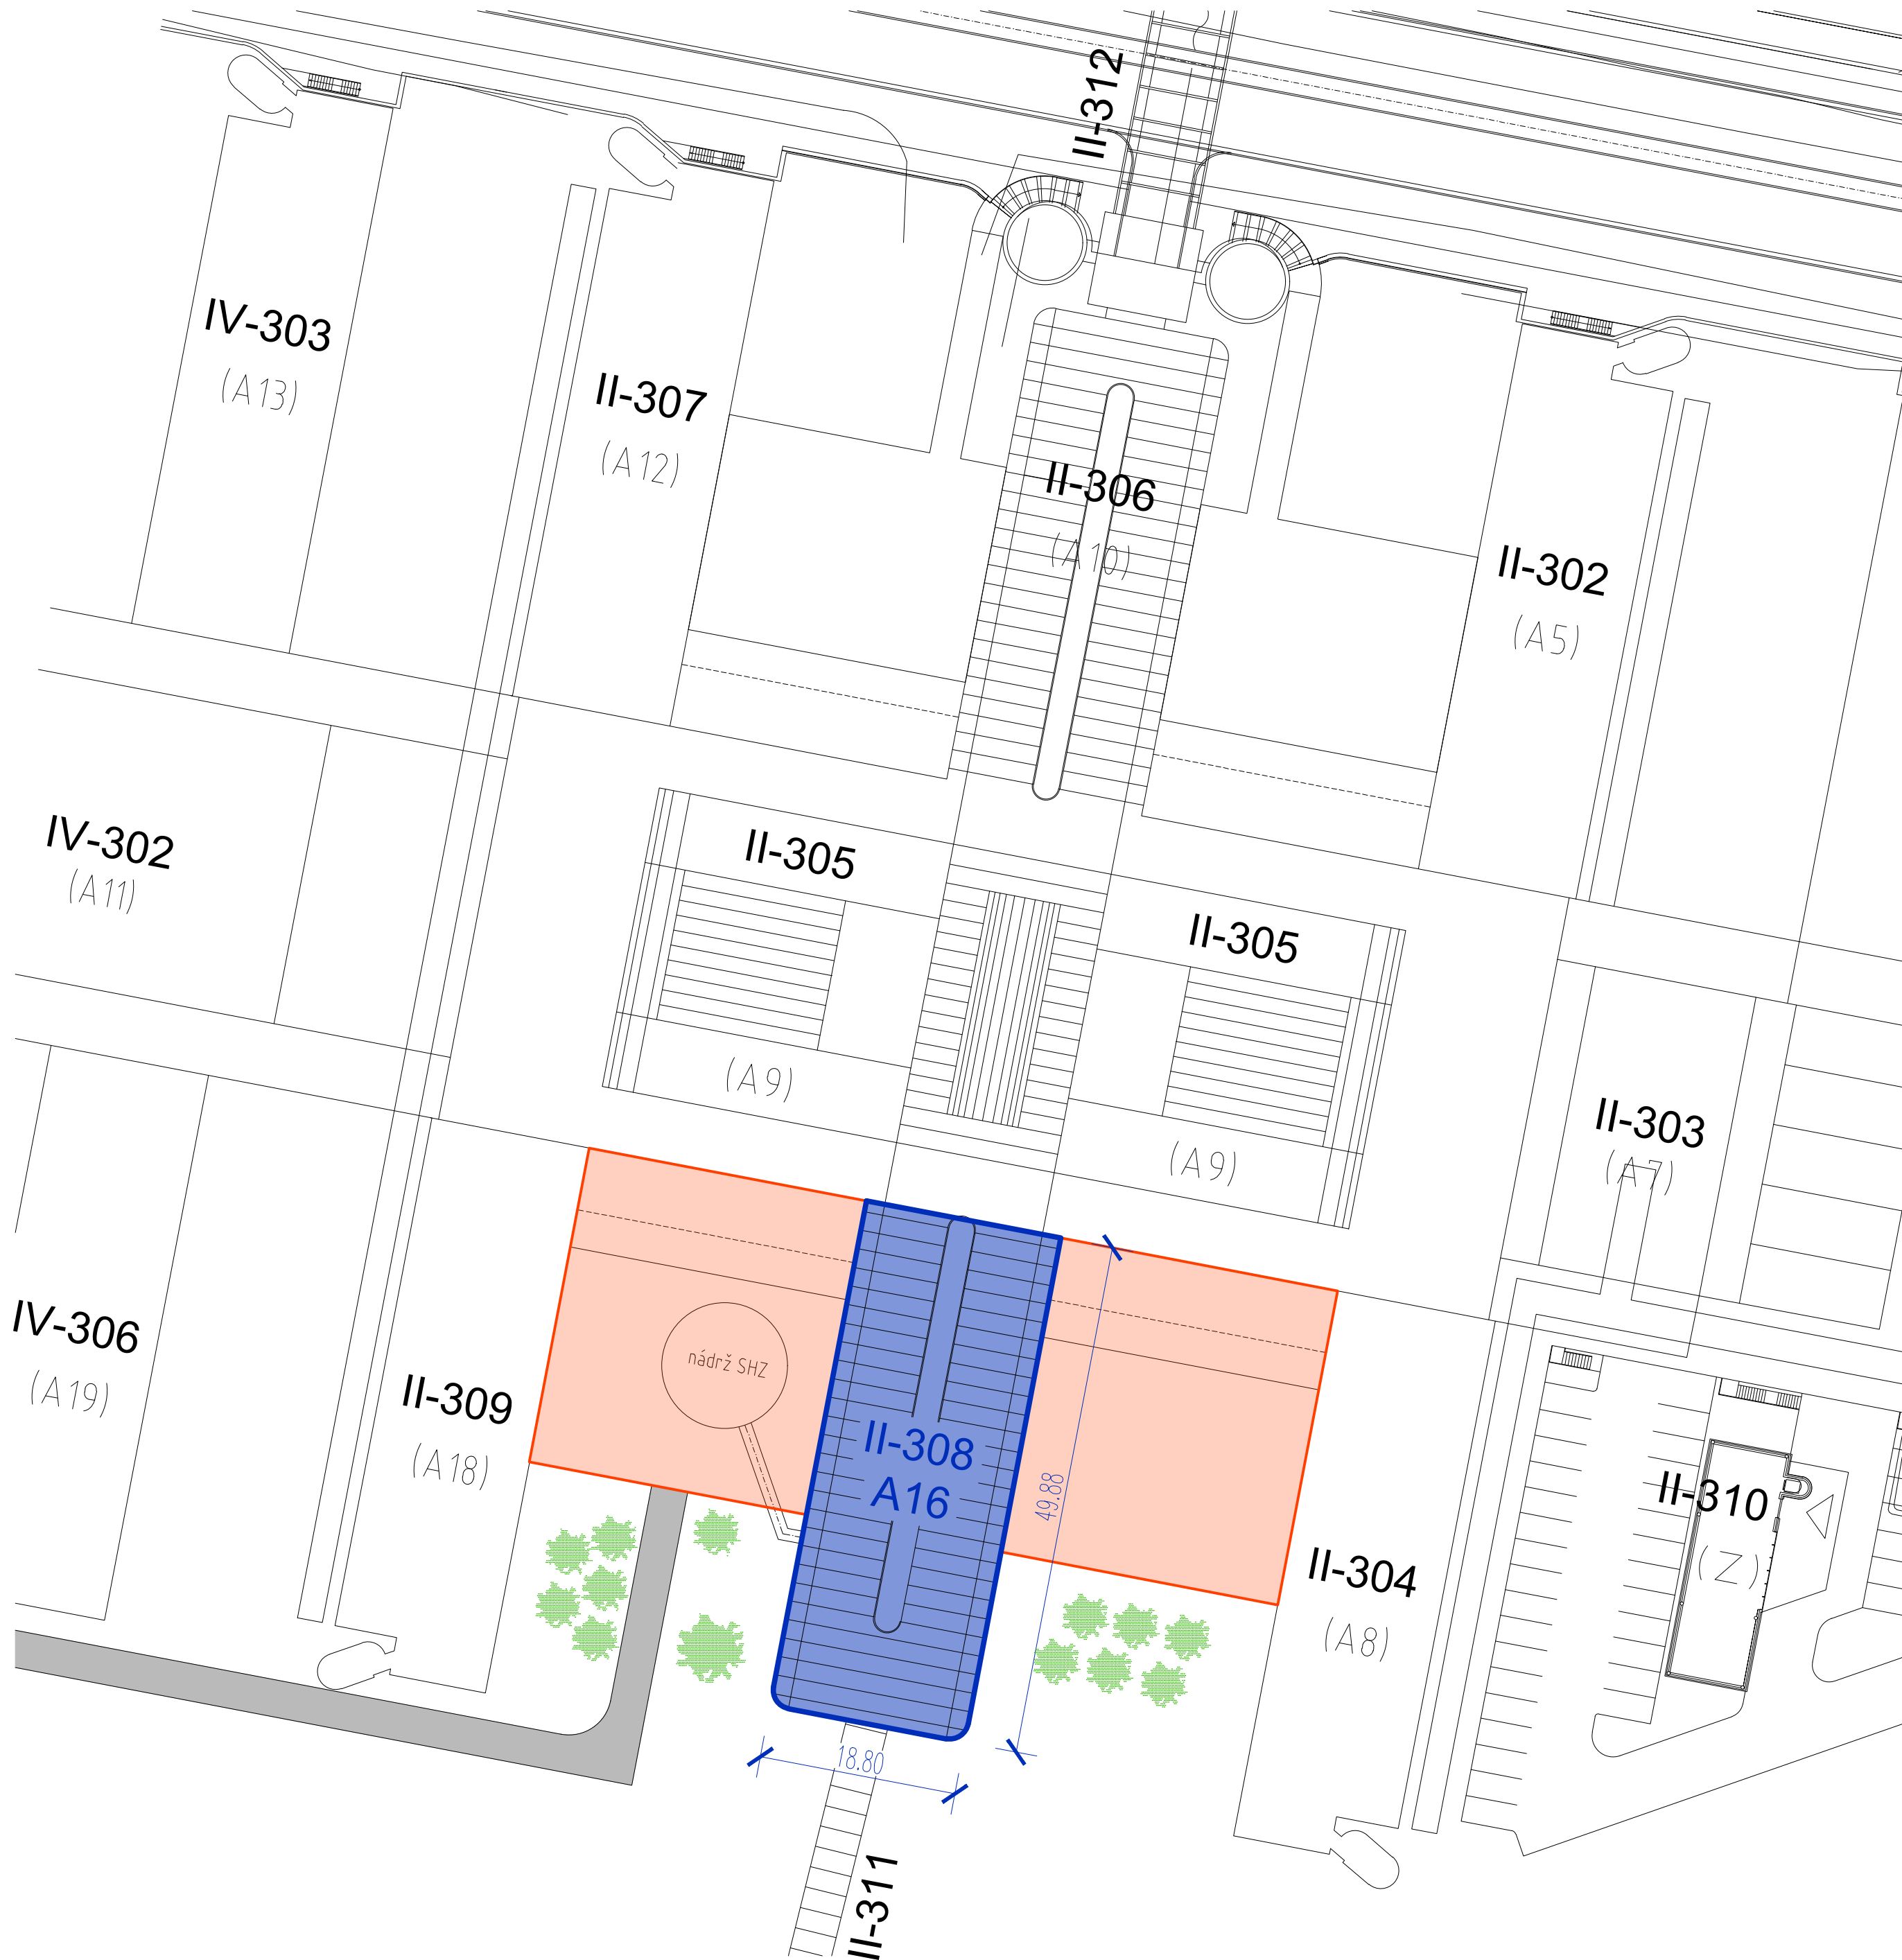 II-312
IV-303
(A13)
II-307
(A12)
II-306
(A10)
II-302
(A5)
IV-302
(A11)
II-305
(A9)
II-305
(A9)
II-303
(A7)
IV-306
(A19)
II-309
(A18)
nádrž SHZ
II-308
A16
49.88
18.80
II-304
(A8)
II-310
(Z)
III-311